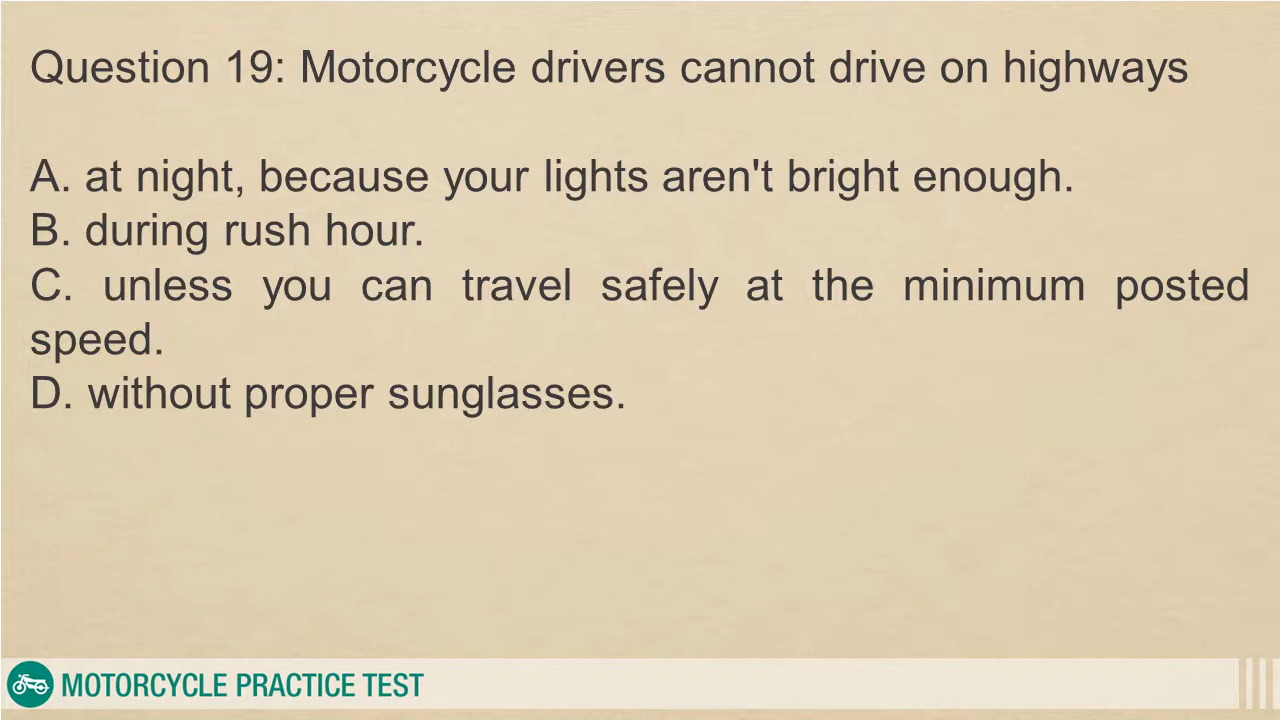 Question 19: Motorcycle drivers cannot drive on highways
A. at night, because your lights aren't bright enough.
B. during rush hour.
C. unless you can travel safely at the minimum posted
speed.
D. without proper sunglasses.
MOTORCYCLE PRACTICE TEST